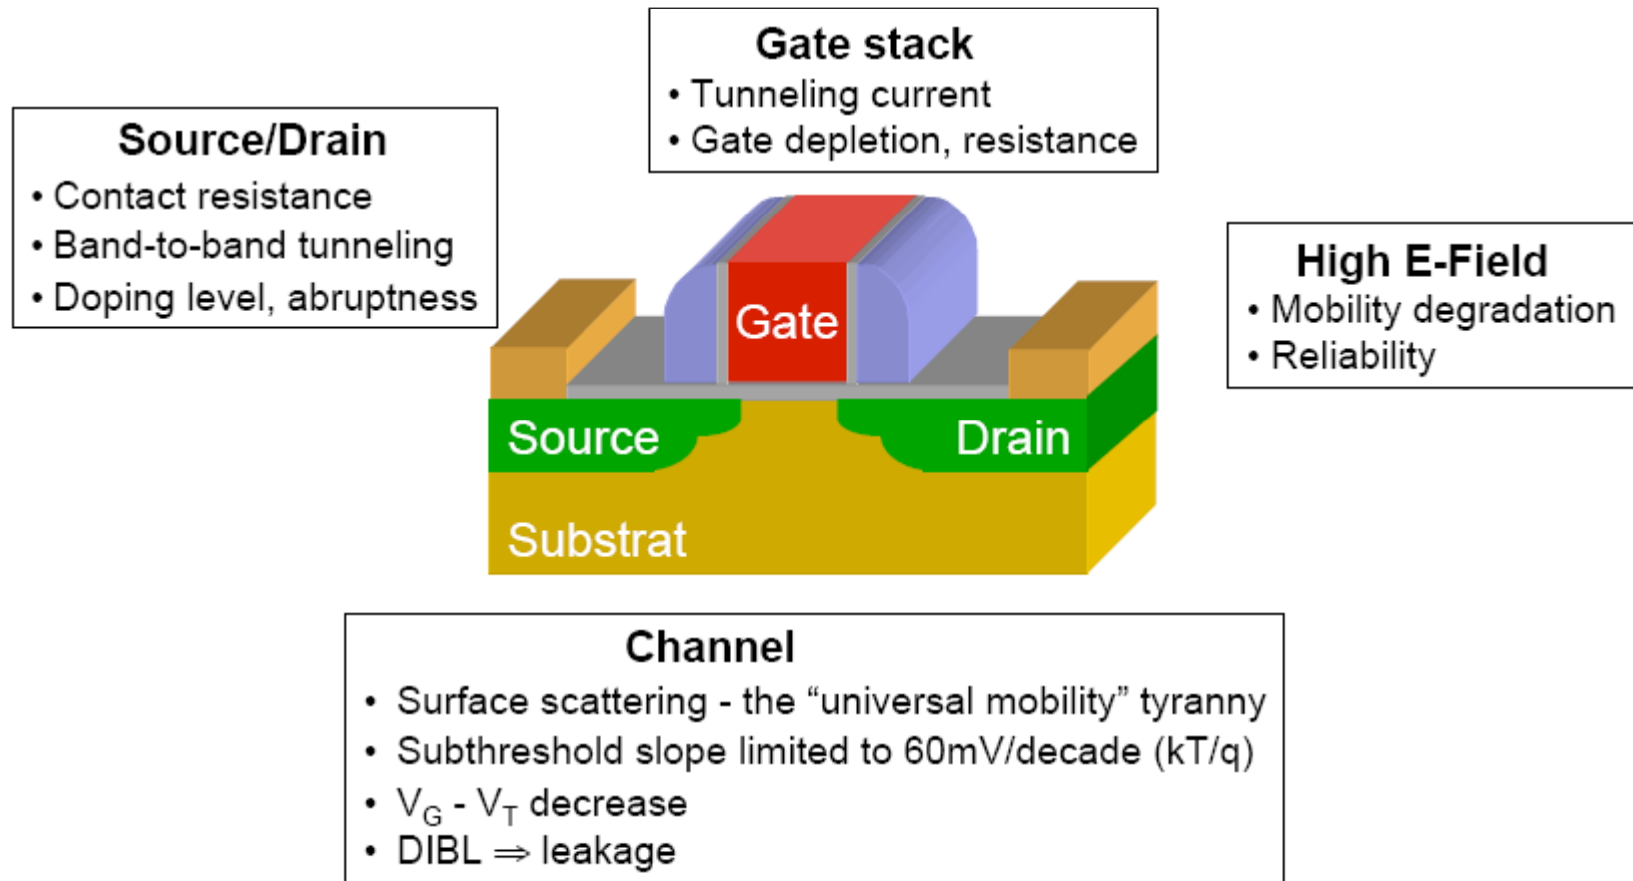 Gate stack
• Tunneling current
• Gate depletion, resistance
Source/Drain
• Contact resistance
• Band-to-band tunneling
• Doping level, abruptness
High E-Field
• Mobility degradation
• Reliability
Gate
Source
Drain
Substrat
Channel
• Surface scattering - the “universal mobility” tyranny
• Subthreshold slope limited to 60mV/decade (kT/q)
• V_G - V_T decrease
• DIBL ⇒ leakage